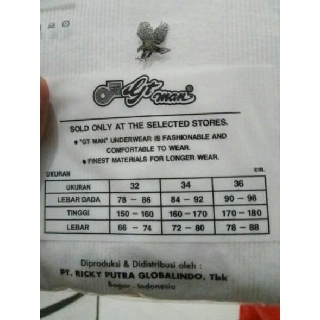 Gt man®
SOLD ONLY AT THE SELECTED STORES.
"GT MAN" UNDERWEAR IS FASHIONABLE AND
COMFORTABLE TO WEAR.
FINEST MATERIALS FOR LONGER WEAR.
UKURAN cm.
UKURAN 32 34 36
LEBAR DADA 78 - 86 84 - 92 90 - 98
TINGGI 150 - 160 160 - 170 170 - 180
LEBAR 68 - 74 72 - 80 78 - 88
Diproduksi & Didistribusi oleh :
PT. RICKY PUTRA GLOBALINDO, Tbk
Bogor - Indonesia